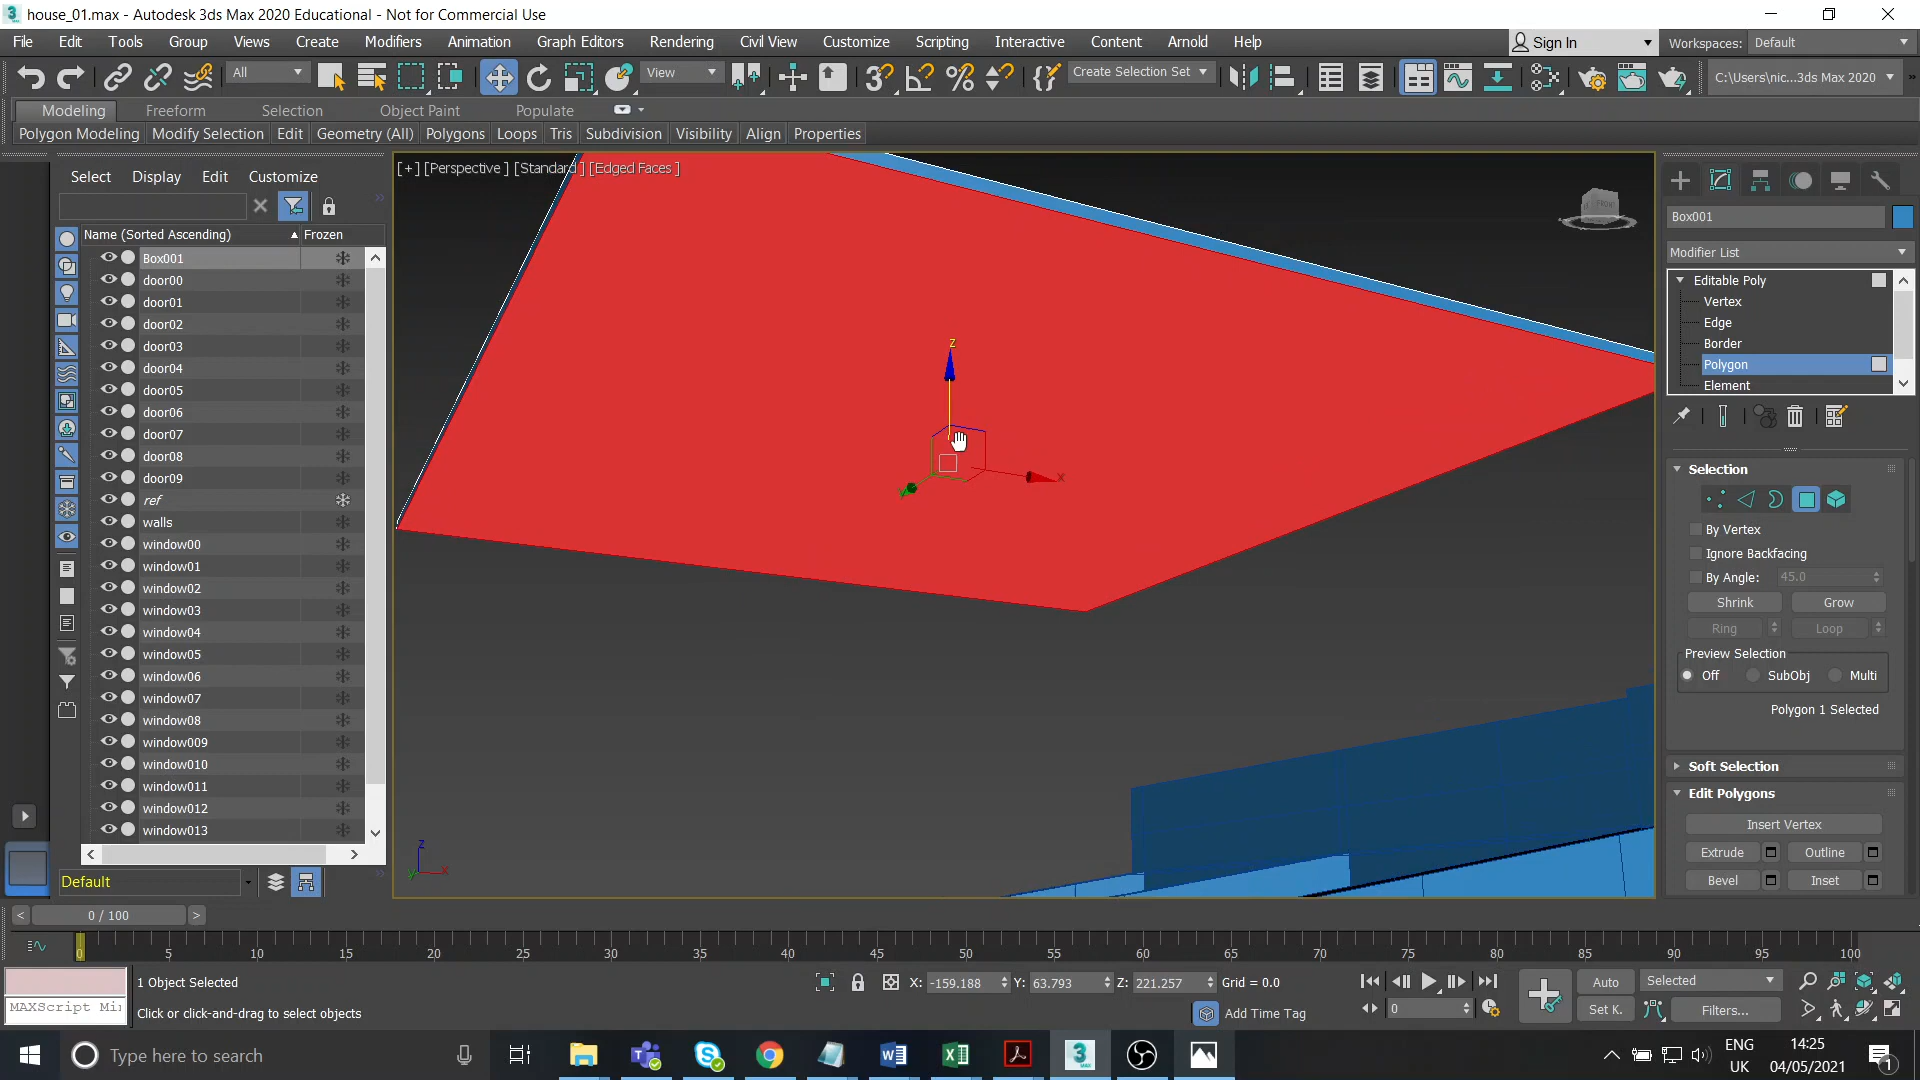 house_01.max - Autodesk 3ds Max 2020 Educational - Not for Commercial Use
File Edit Tools Group Views Create Modifiers Animation Graph Editors Rendering Civil View Customize Scripting Interactive Content Arnold Help
Sign In
Workspaces: Default
All
View
Create Selection Set
C:\Users\nic...3ds Max 2020
Modeling Freeform Selection Object Paint Populate
Polygon Modeling Modify Selection Edit Geometry (All) Polygons Loops Tris Subdivision Visibility Align Properties
Select Display Edit Customize
Name (Sorted Ascending) Frozen
Box001
door00
door01
door02
door03
door04
door05
door06
door07
door08
door09
ref
walls
window00
window01
window02
window03
window04
window05
window06
window07
window08
window009
window010
window011
window012
window013
Default
[+] [Perspective ] [Standard ] [Edged Faces ]
FRONT
z
x
y
z
x
y
Box001
Modifier List
Editable Poly
Vertex
Edge
Border
Polygon
Element
Selection
By Vertex
Ignore Backfacing
By Angle: 45.0
Shrink Grow
Ring Loop
Preview Selection
Off SubObj Multi
Polygon 1 Selected
Soft Selection
Edit Polygons
Insert Vertex
Extrude Outline
Bevel Inset
< 0 / 100 >
0 5 10 15 20 25 30 35 40 45 50 55 60 65 70 75 80 85 90 95 100
MAXScript Mi
1 Object Selected
Click or click-and-drag to select objects
X: -159.188 Y: 63.793 Z: 221.257 Grid = 0.0
Add Time Tag
0
Auto Selected
Set K. Filters...
Type here to search
ENG
UK
14:25
04/05/2021
1